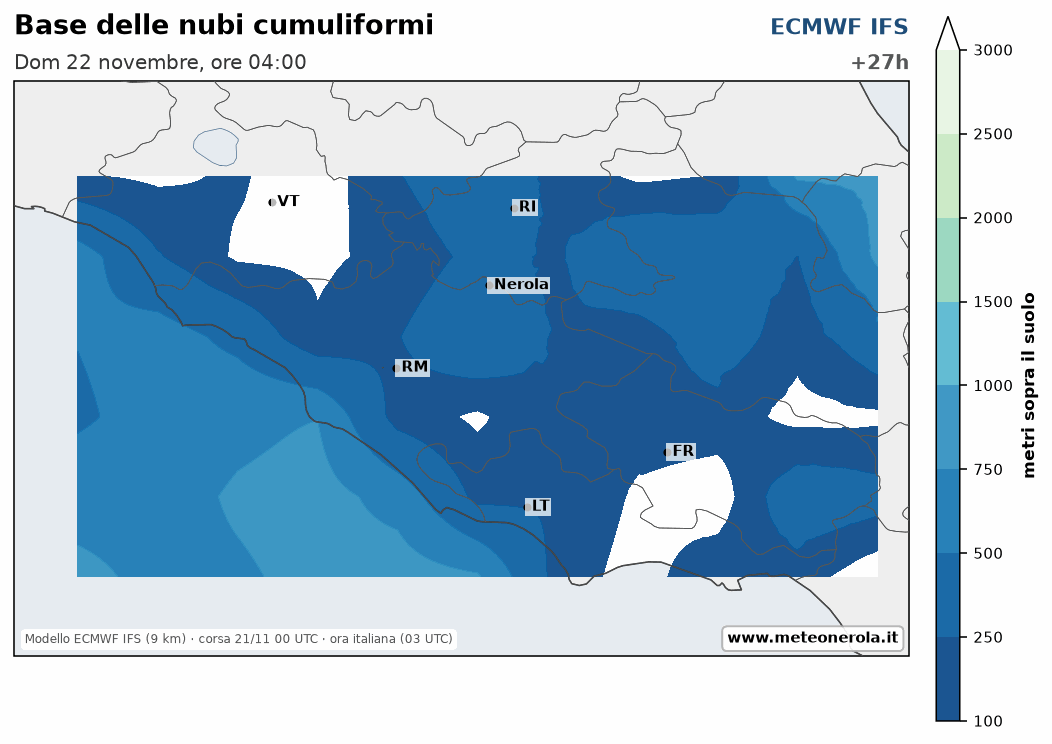 Base delle nubi cumuliformi
ECMWF IFS
Dom 22 novembre, ore 04:00
+27h
VT
RI
Nerola
RM
FR
LT
3000
2500
2000
1500
1000
750
500
250
100
metri sopra il suolo
Modello ECMWF IFS (9 km) · corsa 21/11 00 UTC · ora italiana (03 UTC)
www.meteonerola.it